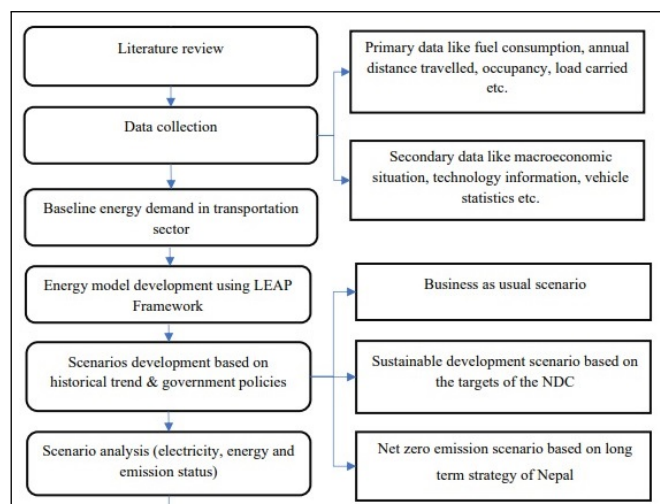 Literature review
Data collection
Primary data like fuel consumption, annual
distance travelled, occupancy, load carried
etc.
Secondary data like macroeconomic
situation, technology information, vehicle
statistics etc.
Baseline energy demand in transportation
sector
Energy model development using LEAP
Framework
Scenarios development based on
historical trend & government policies
Business as usual scenario
Sustainable development scenario based on
the targets of the NDC
Net zero emission scenario based on long
term strategy of Nepal
Scenario analysis (electricity, energy and
emission status)